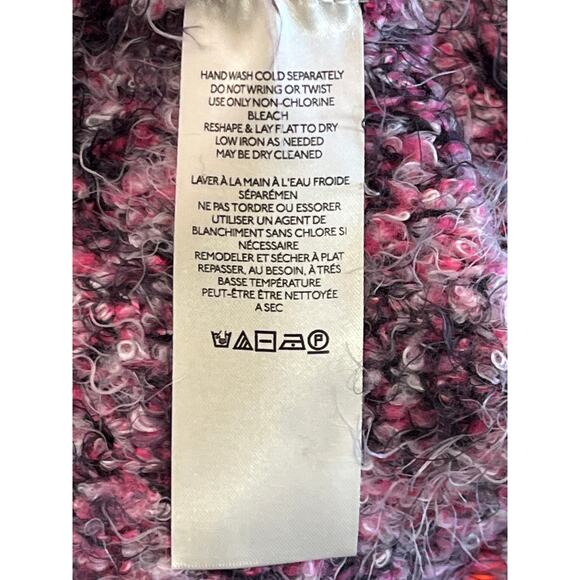 HAND WASH COLD SEPARATELY
DO NOT WRING OR TWIST
USE ONLY NON-CHLORINE
BLEACH
RESHAPE & LAY FLAT TO DRY
LOW IRON AS NEEDED
MAY BE DRY CLEANED
LAVER À LA MAIN À L'EAU FROIDE
SÉPARÉMEN
NE PAS TORDRE OU ESSORER
UTILISER UN AGENT DE
BLANCHIMENT SANS CHLORE SI
NÉCESSAIRE
REMODELER ET SÉCHER À PLAT
REPASSER, AU BESOIN, À TRÉS
BASSE TEMPÉRATURE
PEUT-ÊTRE ÊTRE NETTOYÉE
A SEC
P